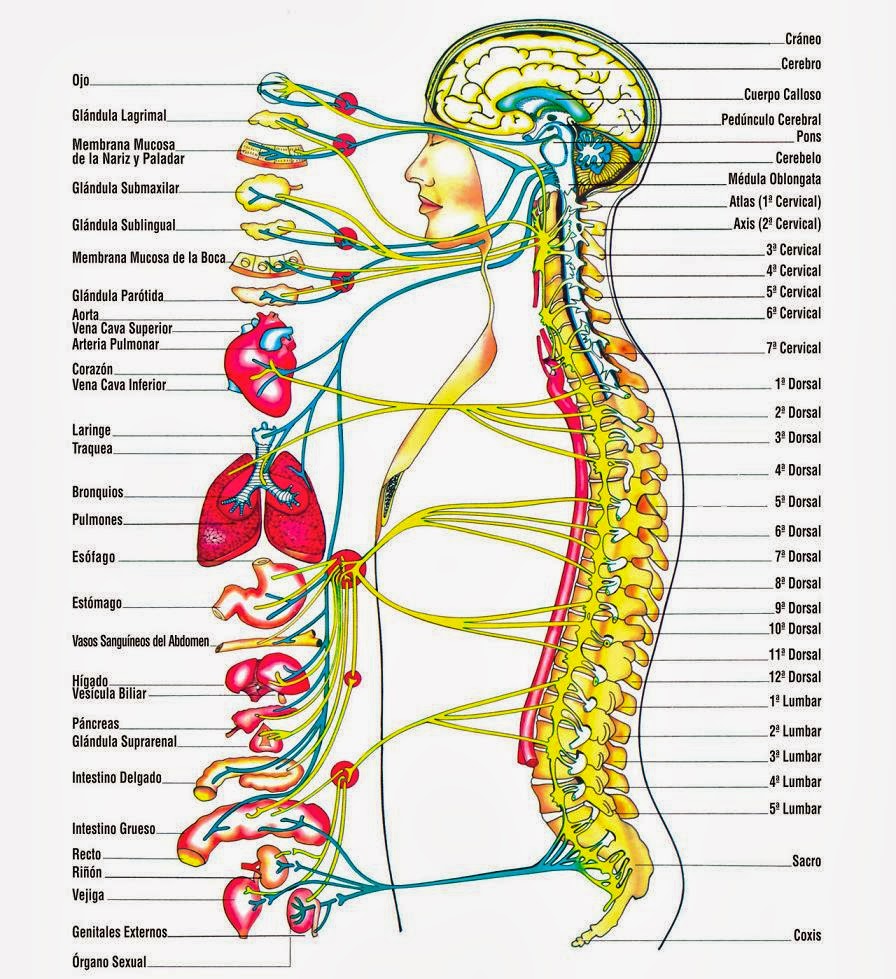 Ojo
Glándula Lagrimal
Membrana Mucosa
de la Nariz y Paladar
Glándula Submaxilar
Glándula Sublingual
Membrana Mucosa de la Boca
Glándula Parótida
Aorta
Vena Cava Superior
Arteria Pulmonar
Corazón
Vena Cava Inferior
Laringe
Traquea
Bronquios
Pulmones
Esófago
Estómago
Vasos Sanguíneos del Abdomen
Hígado
Vesícula Biliar
Páncreas
Glándula Suprarenal
Intestino Delgado
Intestino Grueso
Recto
Riñón
Vejiga
Genitales Externos
Órgano Sexual
Cráneo
Cerebro
Cuerpo Calloso
Pedúnculo Cerebral
Pons
Cerebelo
Médula Oblongata
Atlas (1ª Cervical)
Axis (2ª Cervical)
3ª Cervical
4ª Cervical
5ª Cervical
6ª Cervical
7ª Cervical
1ª Dorsal
2ª Dorsal
3ª Dorsal
4ª Dorsal
5ª Dorsal
6ª Dorsal
7ª Dorsal
8ª Dorsal
9ª Dorsal
10ª Dorsal
11ª Dorsal
12ª Dorsal
1ª Lumbar
2ª Lumbar
3ª Lumbar
4ª Lumbar
5ª Lumbar
Sacro
Coxis